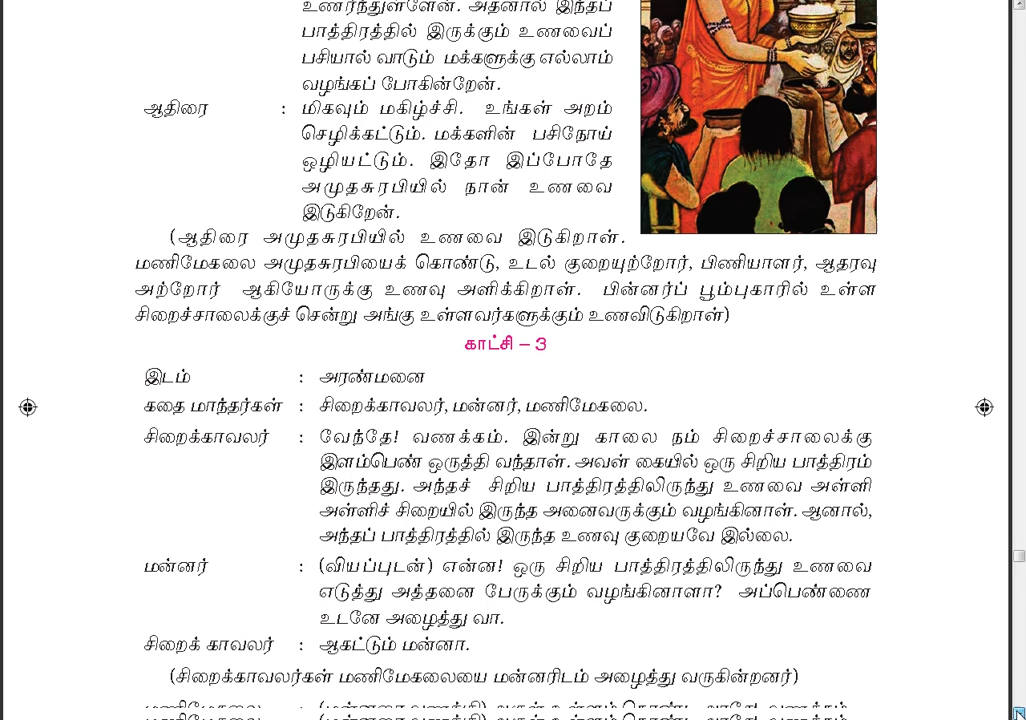 உணர்ந்துள்ளேன். அதனால் இந்தப்
பாத்திரத்தில் இருக்கும் உணவைப்
பசியால் வாடும் மக்களுக்கு எல்லாம்
வழங்கப் போகின்றேன்.
ஆதிரை : மிகவும் மகிழ்ச்சி. உங்கள் அறம்
செழிக்கட்டும். மக்களின் பசிநோய்
ஒழியட்டும். இதோ இப்போதே
அமுதசுரபியில் நான் உணவை
இடுகிறேன்.
(ஆதிரை அமுதசுரபியில் உணவை இடுகிறாள்.
மணிமேகலை அமுதசுரபியைக் கொண்டு, உடல் குறையுற்றோர், பிணியாளர், ஆதரவு
அற்றோர் ஆகியோருக்கு உணவு அளிக்கிறாள். பின்னர்ப் பூம்புகாரில் உள்ள
சிறைச்சாலைக்குச் சென்று அங்கு உள்ளவர்களுக்கும் உணவிடுகிறாள்)
காட்சி – 3
இடம் : அரண்மனை
கதை மாந்தர்கள் : சிறைக்காவலர், மன்னர், மணிமேகலை.
சிறைக்காவலர் : வேந்தே! வணக்கம். இன்று காலை நம் சிறைச்சாலைக்கு
இளம்பெண் ஒருத்தி வந்தாள். அவள் கையில் ஒரு சிறிய பாத்திரம்
இருந்தது. அந்தச் சிறிய பாத்திரத்திலிருந்து உணவை அள்ளி
அள்ளிச் சிறையில் இருந்த அனைவருக்கும் வழங்கினாள். ஆனால்,
அந்தப் பாத்திரத்தில் இருந்த உணவு குறையவே இல்லை.
மன்னர் : (வியப்புடன்) என்ன! ஒரு சிறிய பாத்திரத்திலிருந்து உணவை
எடுத்து அத்தனை பேருக்கும் வழங்கினாளா? அப்பெண்ணை
உடனே அழைத்து வா.
சிறைக் காவலர் : ஆகட்டும் மன்னா.
(சிறைக்காவலர்கள் மணிமேகலையை மன்னரிடம் அழைத்து வருகின்றனர்)